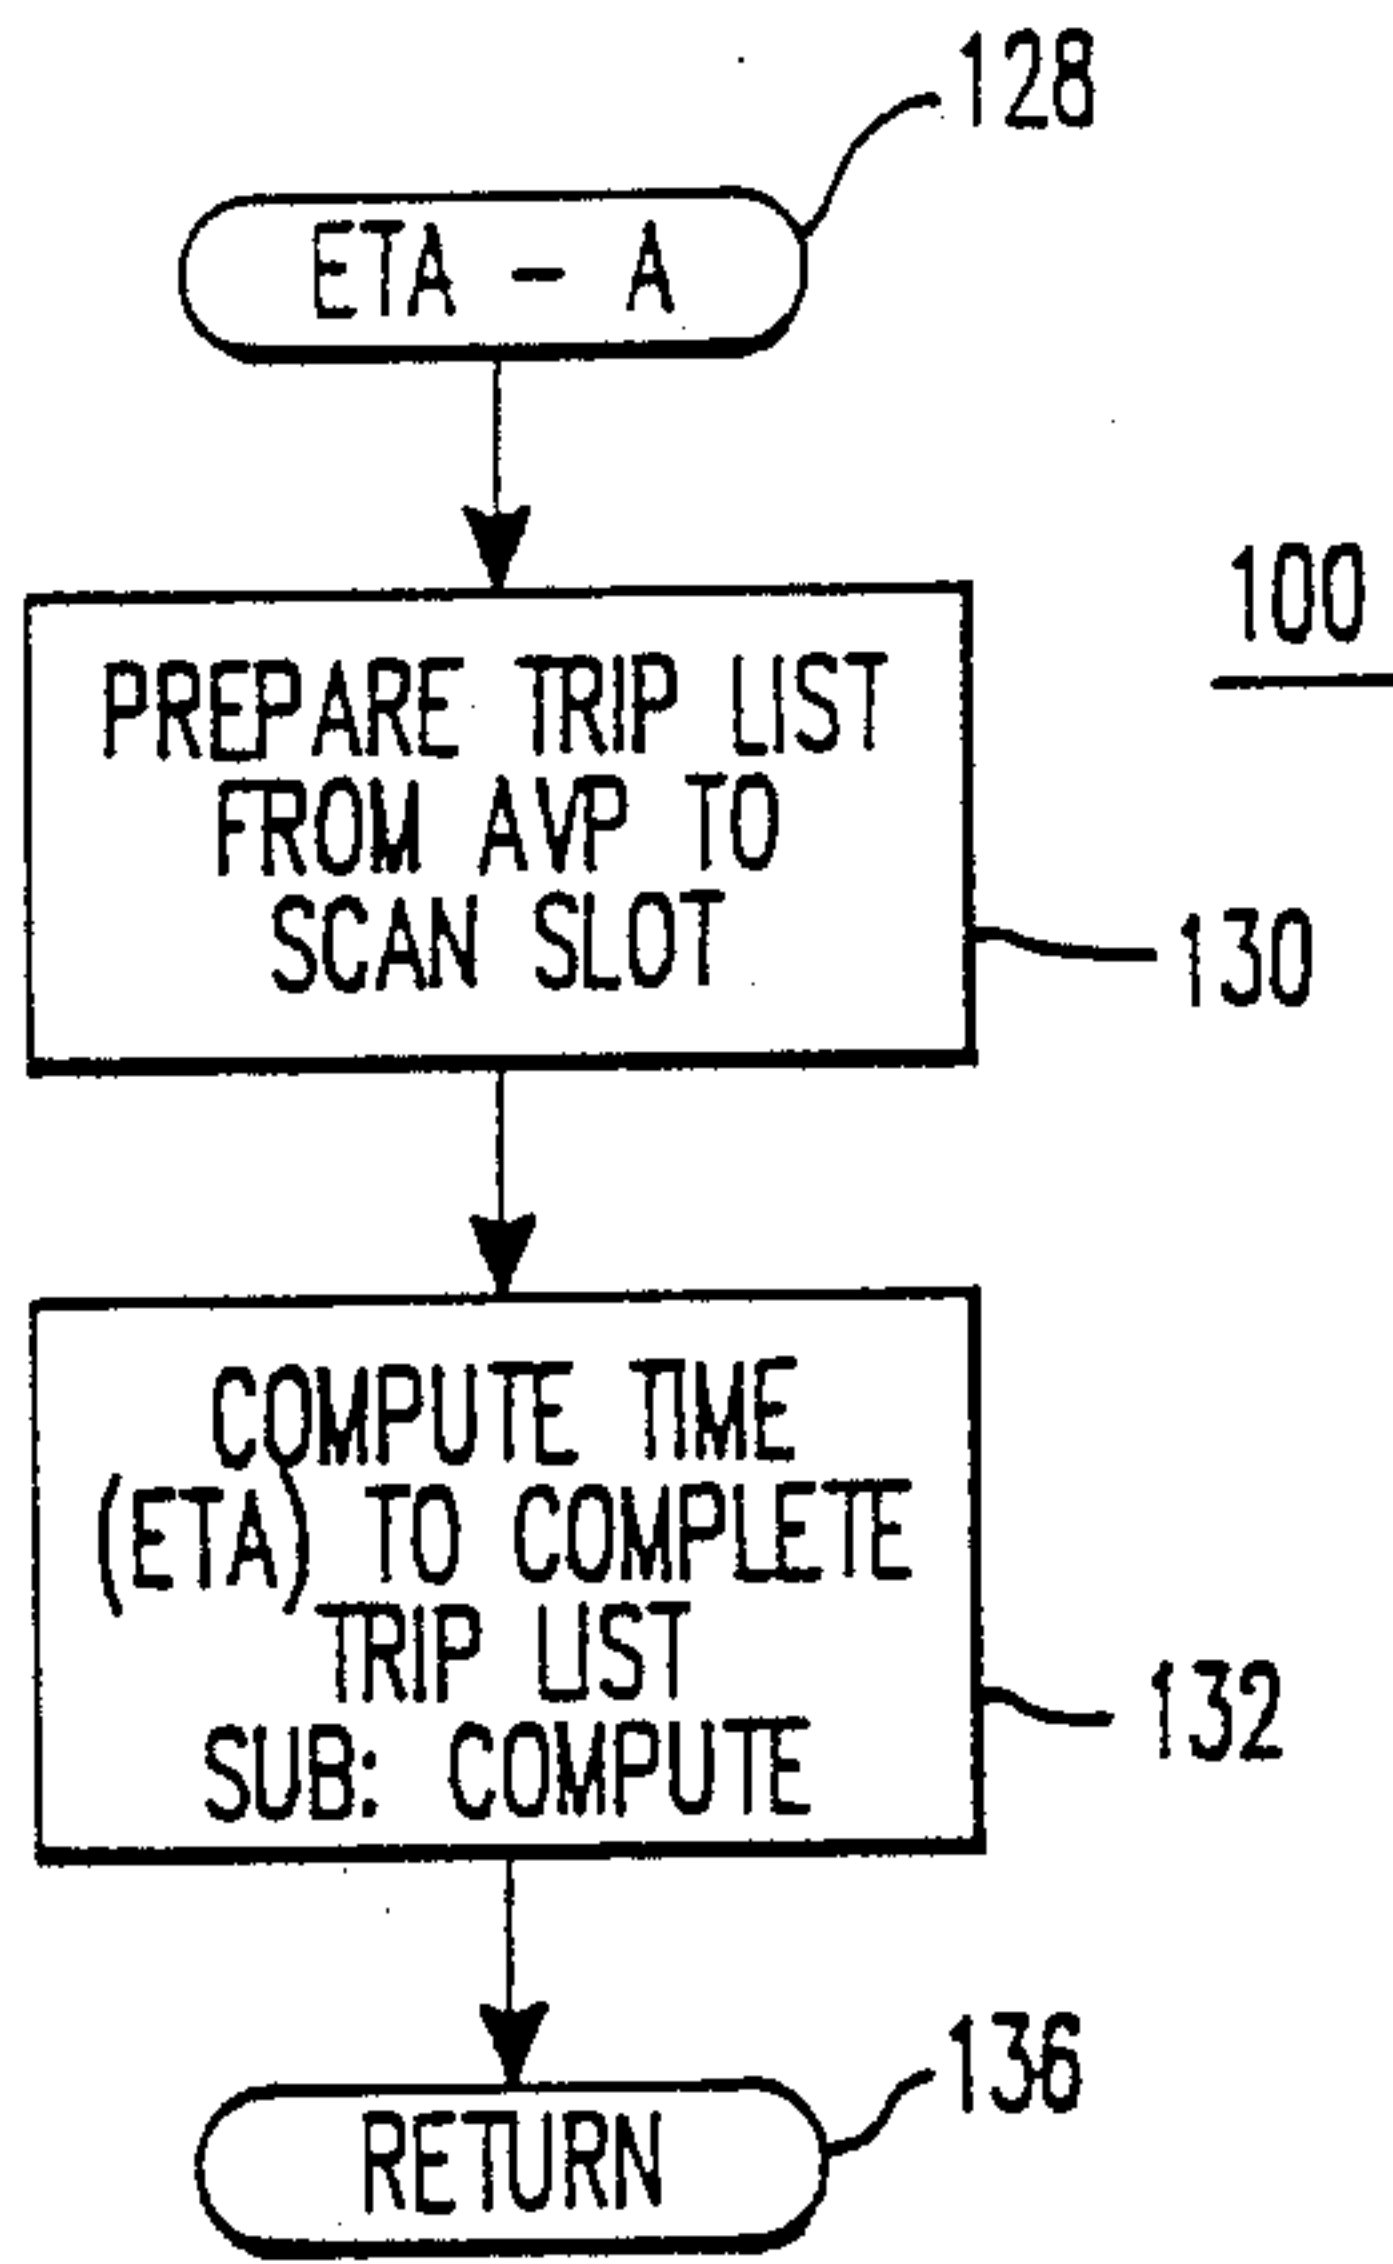 128
ETA - A
100
PREPARE TRIP LIST
FROM AVP TO
SCAN SLOT
130
COMPUTE TIME
(ETA) TO COMPLETE
TRIP LIST
SUB: COMPUTE
132
136
RETURN